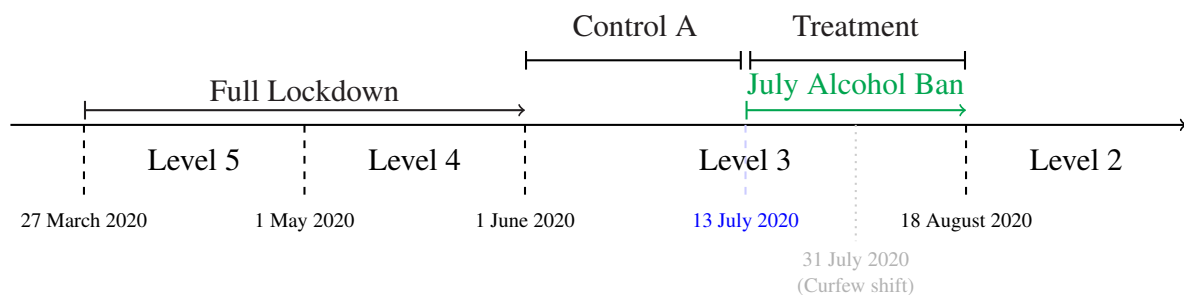 Control A
Treatment
Full Lockdown
July Alcohol Ban
Level 5
Level 4
Level 3
Level 2
27 March 2020
1 May 2020
1 June 2020
13 July 2020
18 August 2020
31 July 2020
(Curfew shift)